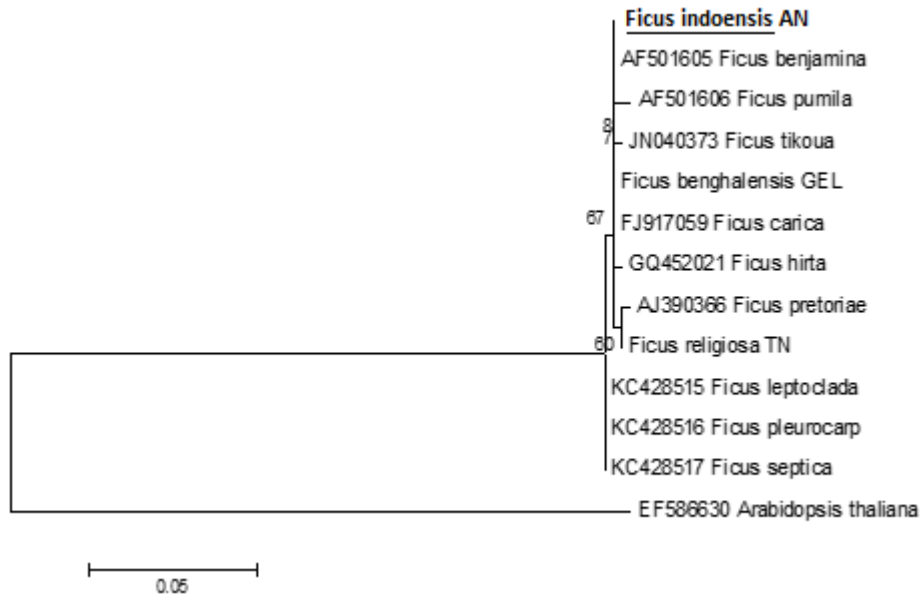 Ficus indoensis AN
AF501605 Ficus benjamina
AF501606 Ficus pumila
87
JN040373 Ficus tikoua
Ficus benghalensis GEL
67
FJ917059 Ficus carica
GQ452021 Ficus hirta
AJ390366 Ficus pretoriae
60
Ficus religiosa TN
KC428515 Ficus leptoclada
KC428516 Ficus pleurocarp
KC428517 Ficus septica
EF586630 Arabidopsis thaliana
0.05